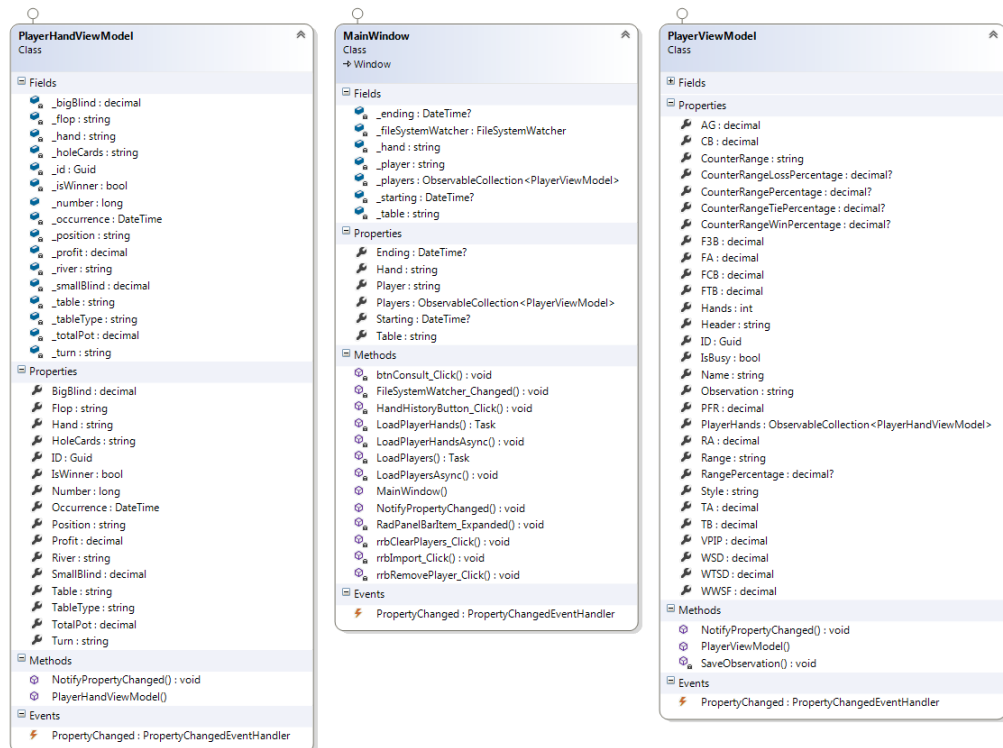 PlayerHandViewModel
Class
Fields
_bigBlind : decimal
_flop : string
_hand : string
_holeCards : string
_id : Guid
_isWinner : bool
_number : long
_occurrence : DateTime
_position : string
_profit : decimal
_river : string
_smallBlind : decimal
_table : string
_tableType : string
_totalPot : decimal
_turn : string
Properties
BigBlind : decimal
Flop : string
Hand : string
HoleCards : string
ID : Guid
IsWinner : bool
Number : long
Occurrence : DateTime
Position : string
Profit : decimal
River : string
SmallBlind : decimal
Table : string
TableType : string
TotalPot : decimal
Turn : string
Methods
NotifyPropertyChanged() : void
PlayerHandViewModel()
Events
PropertyChanged : PropertyChangedEventHandler
MainWindow
Class
Window
Fields
_ending : DateTime?
_fileSystemWatcher : FileSystemWatcher
_hand : string
_player : string
_players : ObservableCollection<PlayerViewModel>
_starting : DateTime?
_table : string
Properties
Ending : DateTime?
Hand : string
Player : string
Players : ObservableCollection<PlayerViewModel>
Starting : DateTime?
Table : string
Methods
btnConsult_Click() : void
FileSystemWatcher_Changed() : void
HandHistoryButton_Click() : void
LoadPlayerHands() : Task
LoadPlayerHandsAsync() : void
LoadPlayers() : Task
LoadPlayersAsync() : void
MainWindow()
NotifyPropertyChanged() : void
RadPanelBarItem_Expanded() : void
rrbClearPlayers_Click() : void
rrbImport_Click() : void
rrbRemovePlayer_Click() : void
Events
PropertyChanged : PropertyChangedEventHandler
PlayerViewModel
Class
Fields
Properties
AG : decimal
CB : decimal
CounterRange : string
CounterRangeLossPercentage : decimal?
CounterRangePercentage : decimal?
CounterRangeTiePercentage : decimal?
CounterRangeWinPercentage : decimal?
F3B : decimal
FA : decimal
FCB : decimal
FTB : decimal
Hands : int
Header : string
ID : Guid
IsBusy : bool
Name : string
Observation : string
PFR : decimal
PlayerHands : ObservableCollection<PlayerHandViewModel>
RA : decimal
Range : string
RangePercentage : decimal?
Style : string
TA : decimal
TB : decimal
VPIP : decimal
WSD : decimal
WTSD : decimal
WWSF : decimal
Methods
NotifyPropertyChanged() : void
PlayerViewModel()
SaveObservation() : void
Events
PropertyChanged : PropertyChangedEventHandler